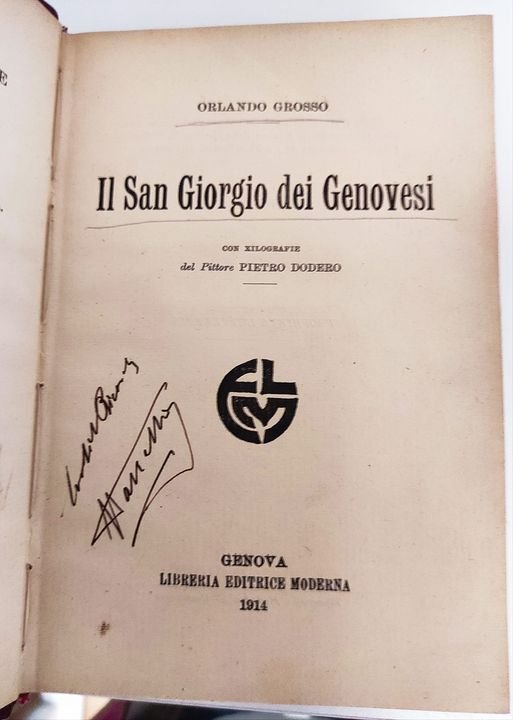 E
ORLANDO GROSSO
Il San Giorgio dei Genovesi
CON XILOGRAFIE
del Pittore PIETRO DODERO
GENOVA
LIBRERIA EDITRICE MODERNA
1914